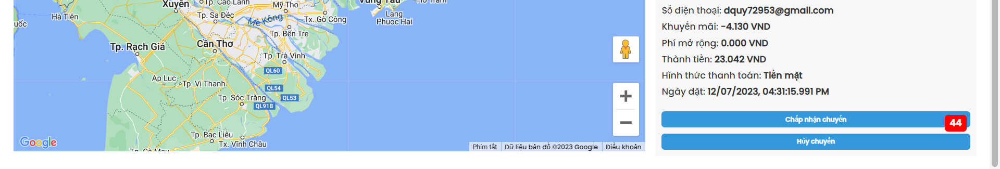 Xuyên
Tp. Cao Lãnh
Mỹ Tho
Vũng Tàu
Hồ Tràm
Hà Tiên
Tp. Sa Đéc
Mê Kông
Tx. Gò Công
Lang
Phuoc Hai
uốc
Tp. Bến Tre
Tp. Rạch Giá
Cần Thơ
Tp. Trà Vinh
QL60
Ap Luc
Tp. Vị Thanh
QL54
Tp. Sóc Trăng
QL53
QL91B
Tp. Bạc Liêu
Tx. Vĩnh Châu
Tp. Cà Mau
Google
Phím tắt
Dữ liệu bản đồ ©2023 Google
Điều khoản
Số điện thoại: dquy72953@gmail.com
Khuyến mãi: -4.130 VND
Phí mở rộng: 0.000 VND
Thành tiền: 23.042 VND
Hình thức thanh toán: Tiền mặt
Ngày dặt: 12/07/2023, 04:31:15.991 PM
Chấp nhận chuyến
44
Hủy chuyến